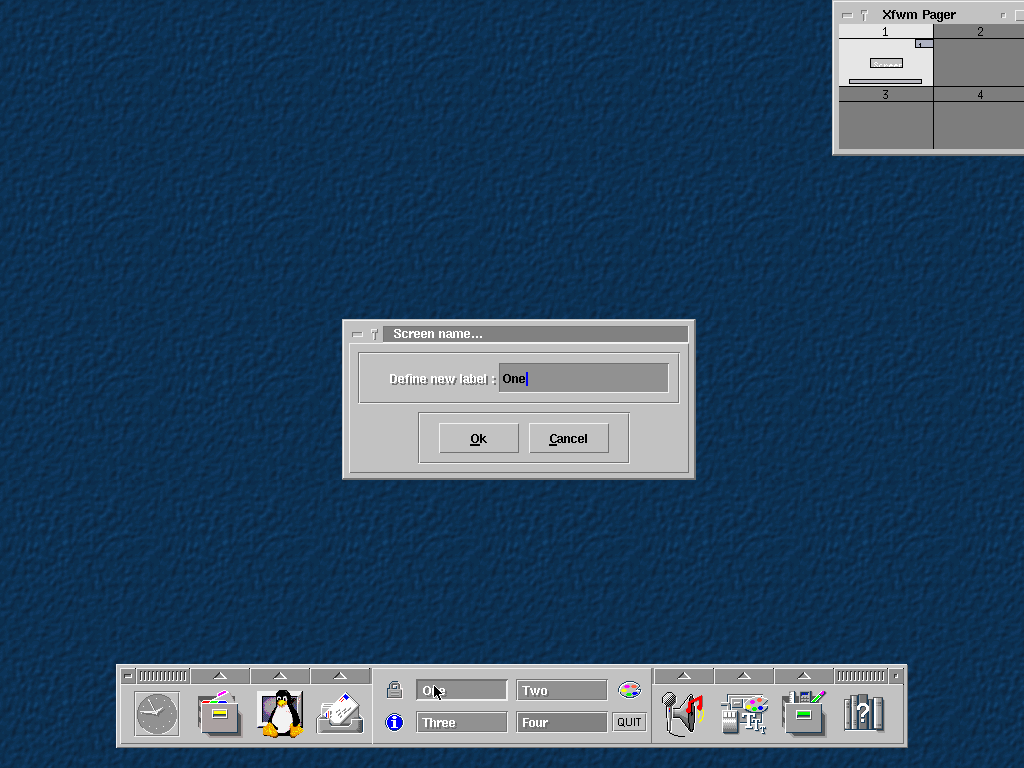 Xfwm Pager
1 2
3 4
Screen name...
Define new label :
One
Ok Cancel
One Two
Three Four QUIT
?